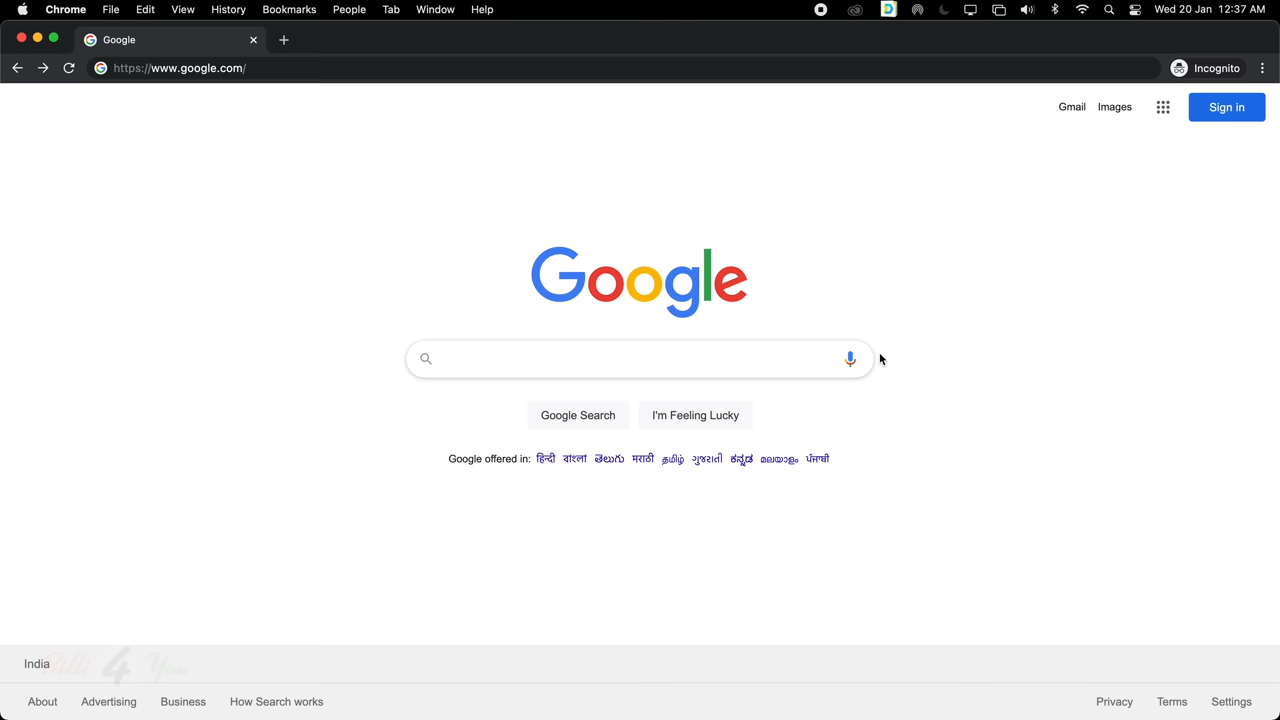 Chrome File Edit View History Bookmarks People Tab Window Help Wed 20 Jan 12:37 AM
Google
https://www.google.com/ Incognito
Gmail Images Sign in
Google
Google Search I'm Feeling Lucky
Google offered in: हिन्दी বাংলা తెలుగు मराठी தமிழ் ગુજરાતી ಕನ್ನಡ മലയാളം ਪੰਜਾਬੀ
India
4 You
About Advertising Business How Search works Privacy Terms Settings